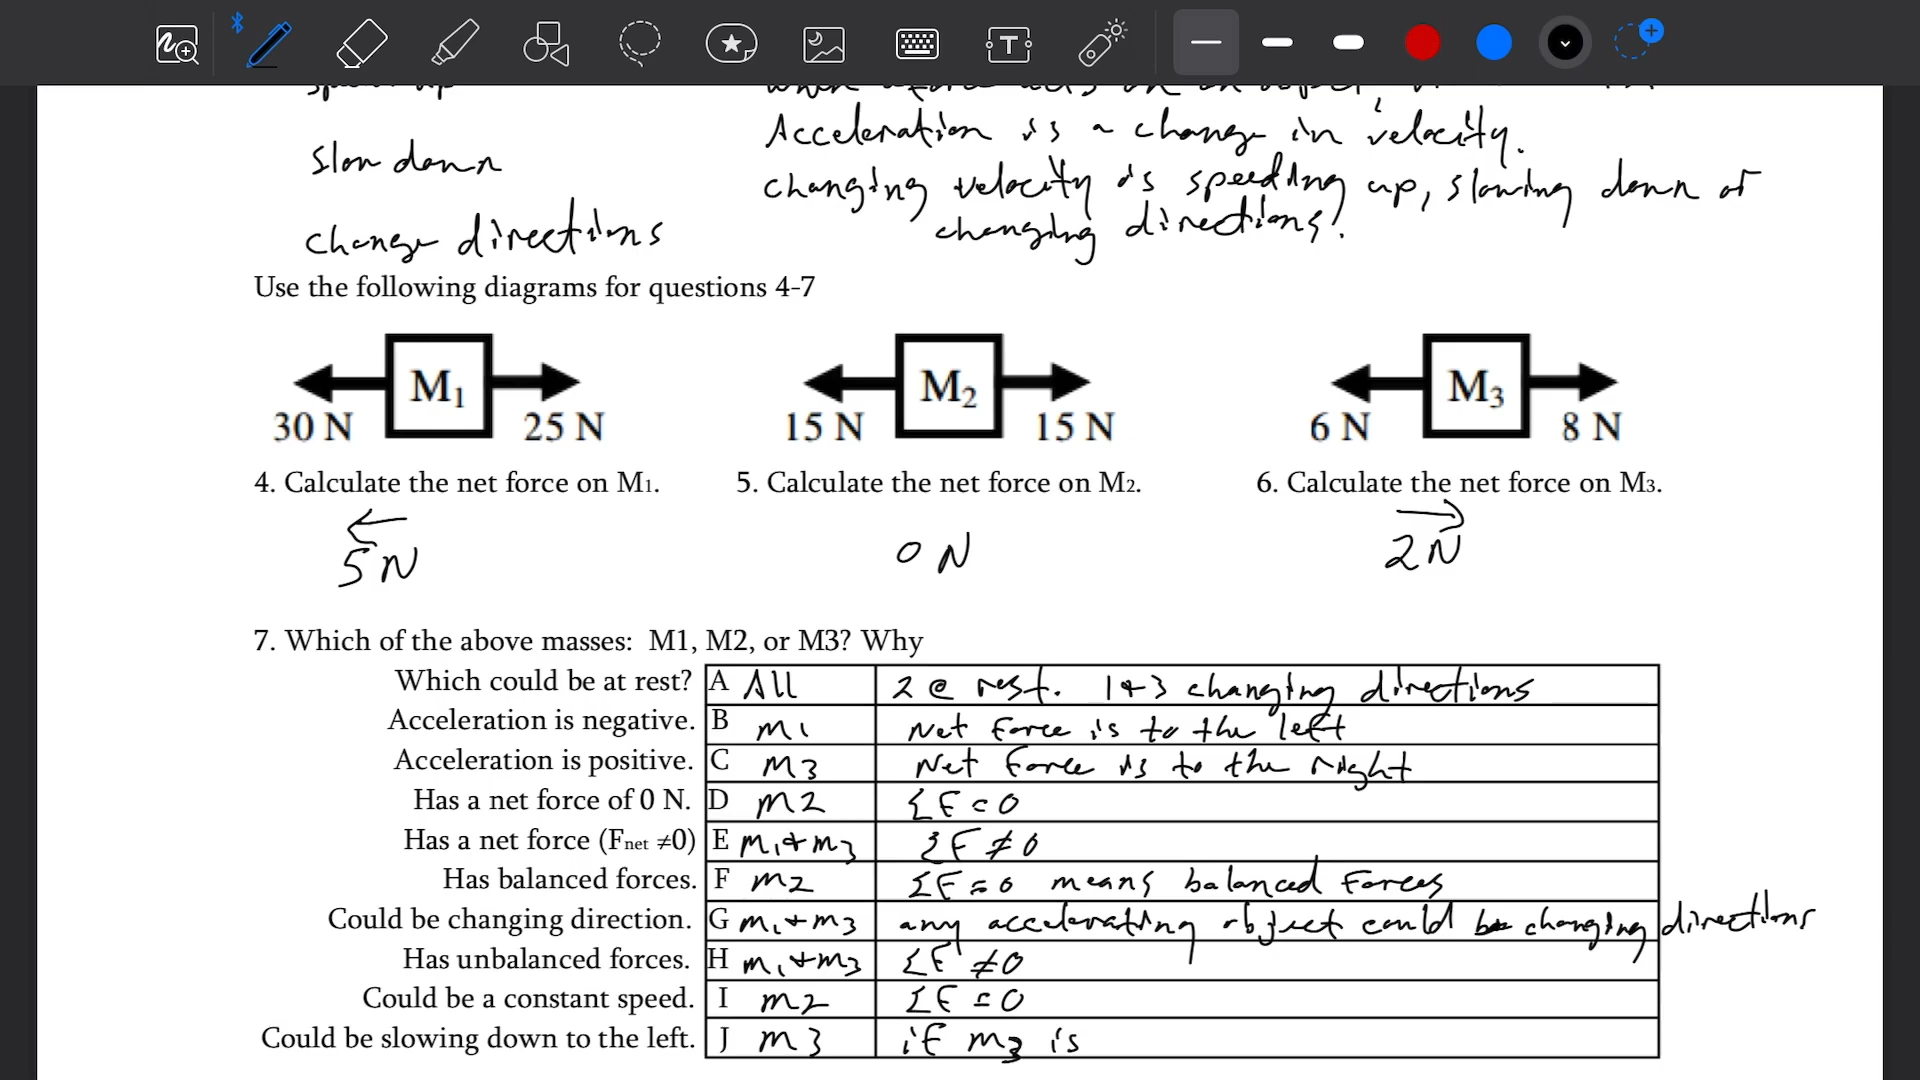 slow down
Acceleration is a change in velocity.
changing velocity is speeding up, slowing down or
change directions
changing directions!
Use the following diagrams for questions 4-7
M1
30 N
25 N
M2
15 N
15 N
M3
6 N
8 N
4. Calculate the net force on M1.
5. Calculate the net force on M2.
6. Calculate the net force on M3.
5 N
0 N
2 N
7. Which of the above masses: M1, M2, or M3? Why
Which could be at rest? A All 2 @ rest. 1+3 changing directions
Acceleration is negative. B m1 Net Force is to the left
Acceleration is positive. C m3 Net Force is to the right
Has a net force of 0 N. D m2 ΣF=0
Has a net force (Fnet ≠0) E m1+m3 ΣF≠0
Has balanced forces. F m2 ΣF=0 means balanced Forces
Could be changing direction. G m1+m3 any accelerating object could be changing directions
Has unbalanced forces. H m1+m3 ΣF≠0
Could be a constant speed. I m2 ΣF=0
Could be slowing down to the left. J m3 if m3 is